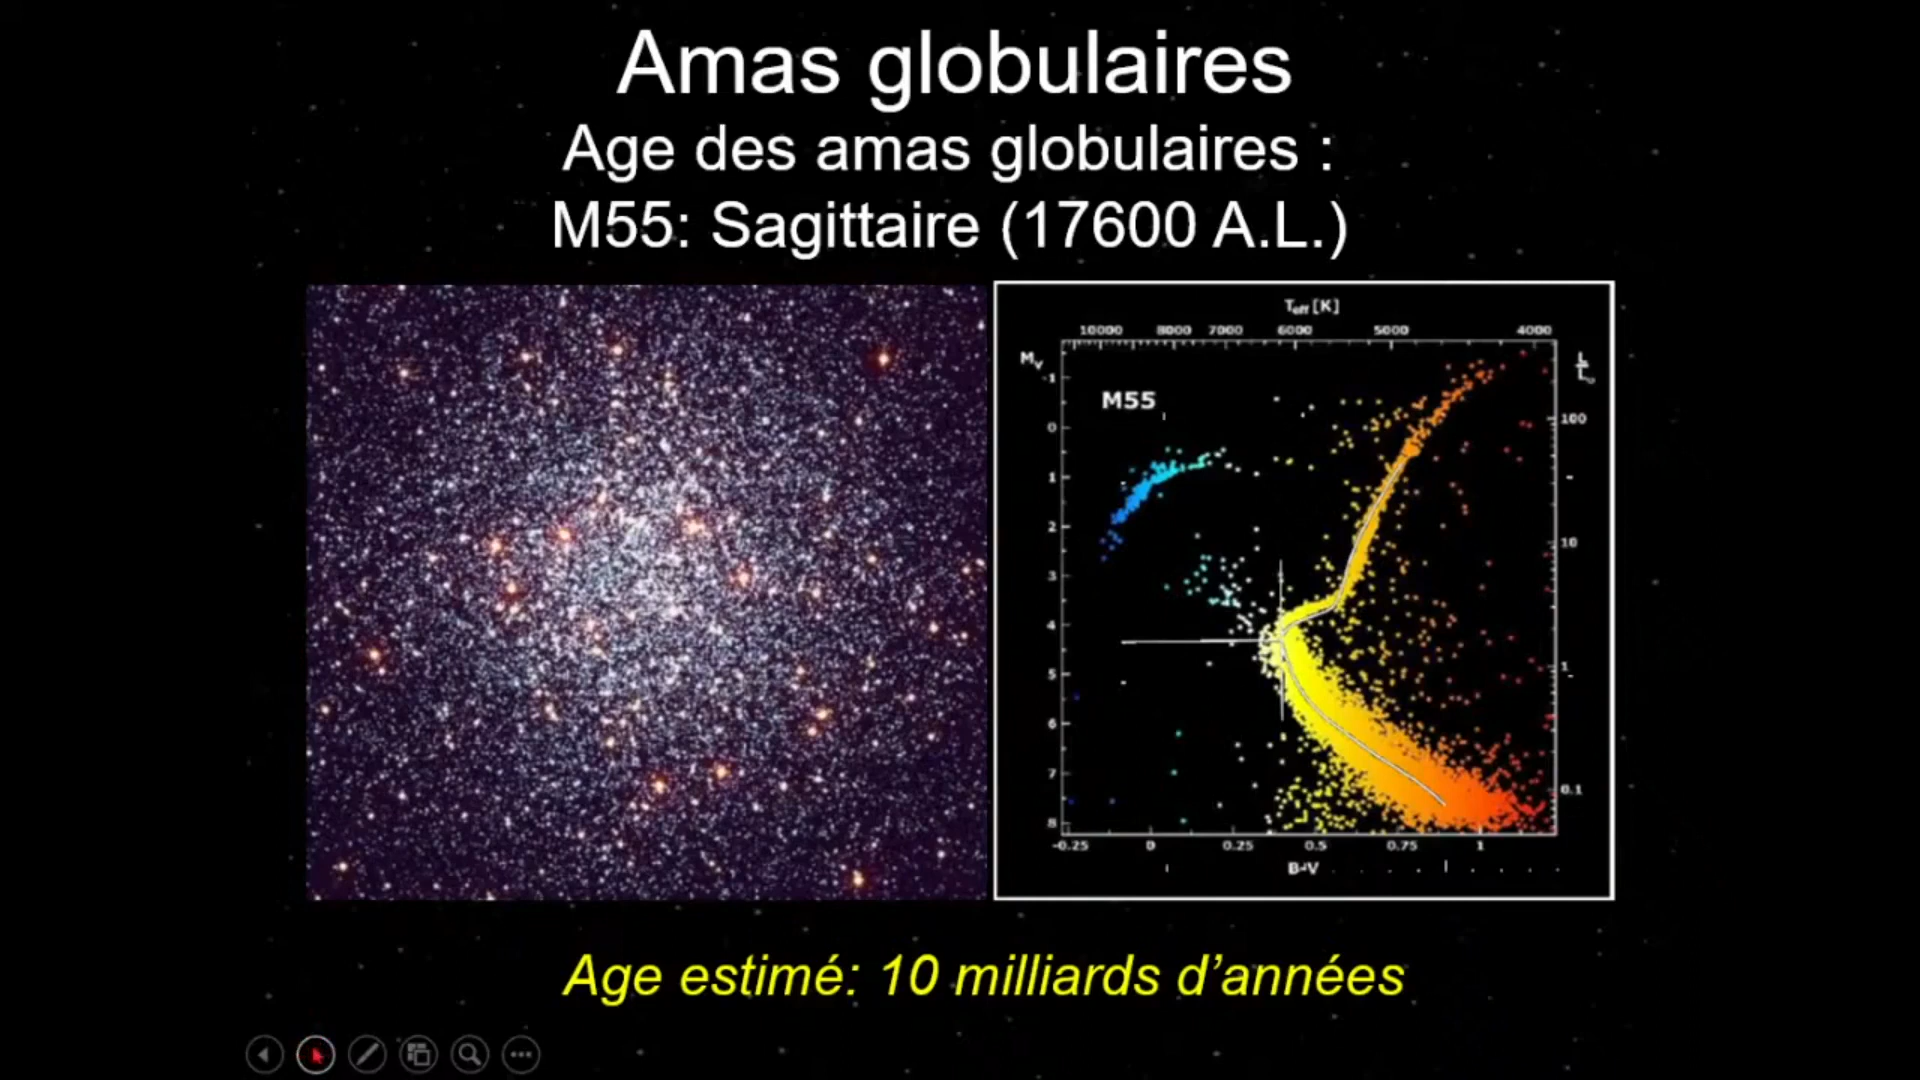 Amas globulaires
Age des amas globulaires :
M55: Sagittaire (17600 A.L.)
Teff [K]
10000 8000 7000 6000 5000 4000
Mv
L
L☉
-1
M55
100
0
1
2
10
3
4
1
5
6
7
0.1
8
-0.25 0 0.25 0.5 0.75 1
B-V
Age estimé: 10 milliards d’années